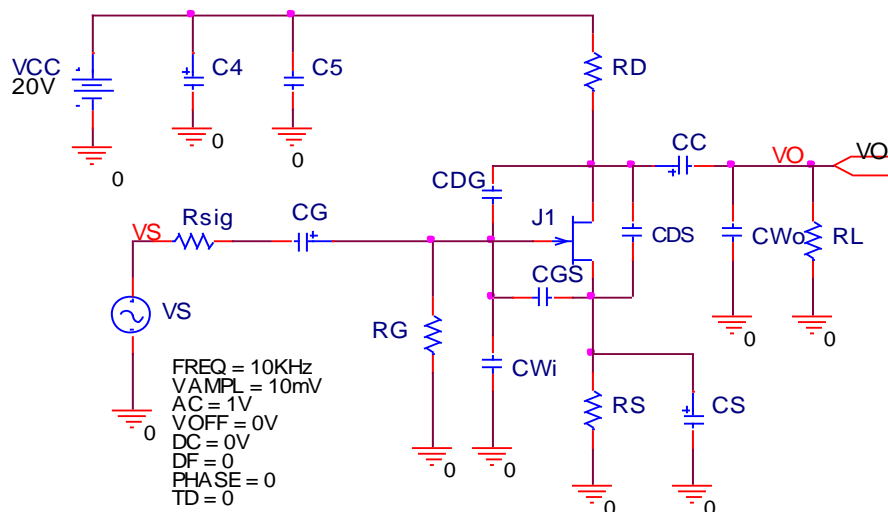 VCC
20V
C4
C5
RD
0
0
0
CC
VO
VO
CDG
Rsig
CG
J1
VS
CDS
CWo
RL
CGS
VS
RG
0
0
CWi
RS
CS
FREQ = 10KHz
VAMPL = 10mV
AC = 1V
VOFF = 0V
DC = 0V
DF = 0
PHASE = 0
TD = 0
0
0
0
0
0